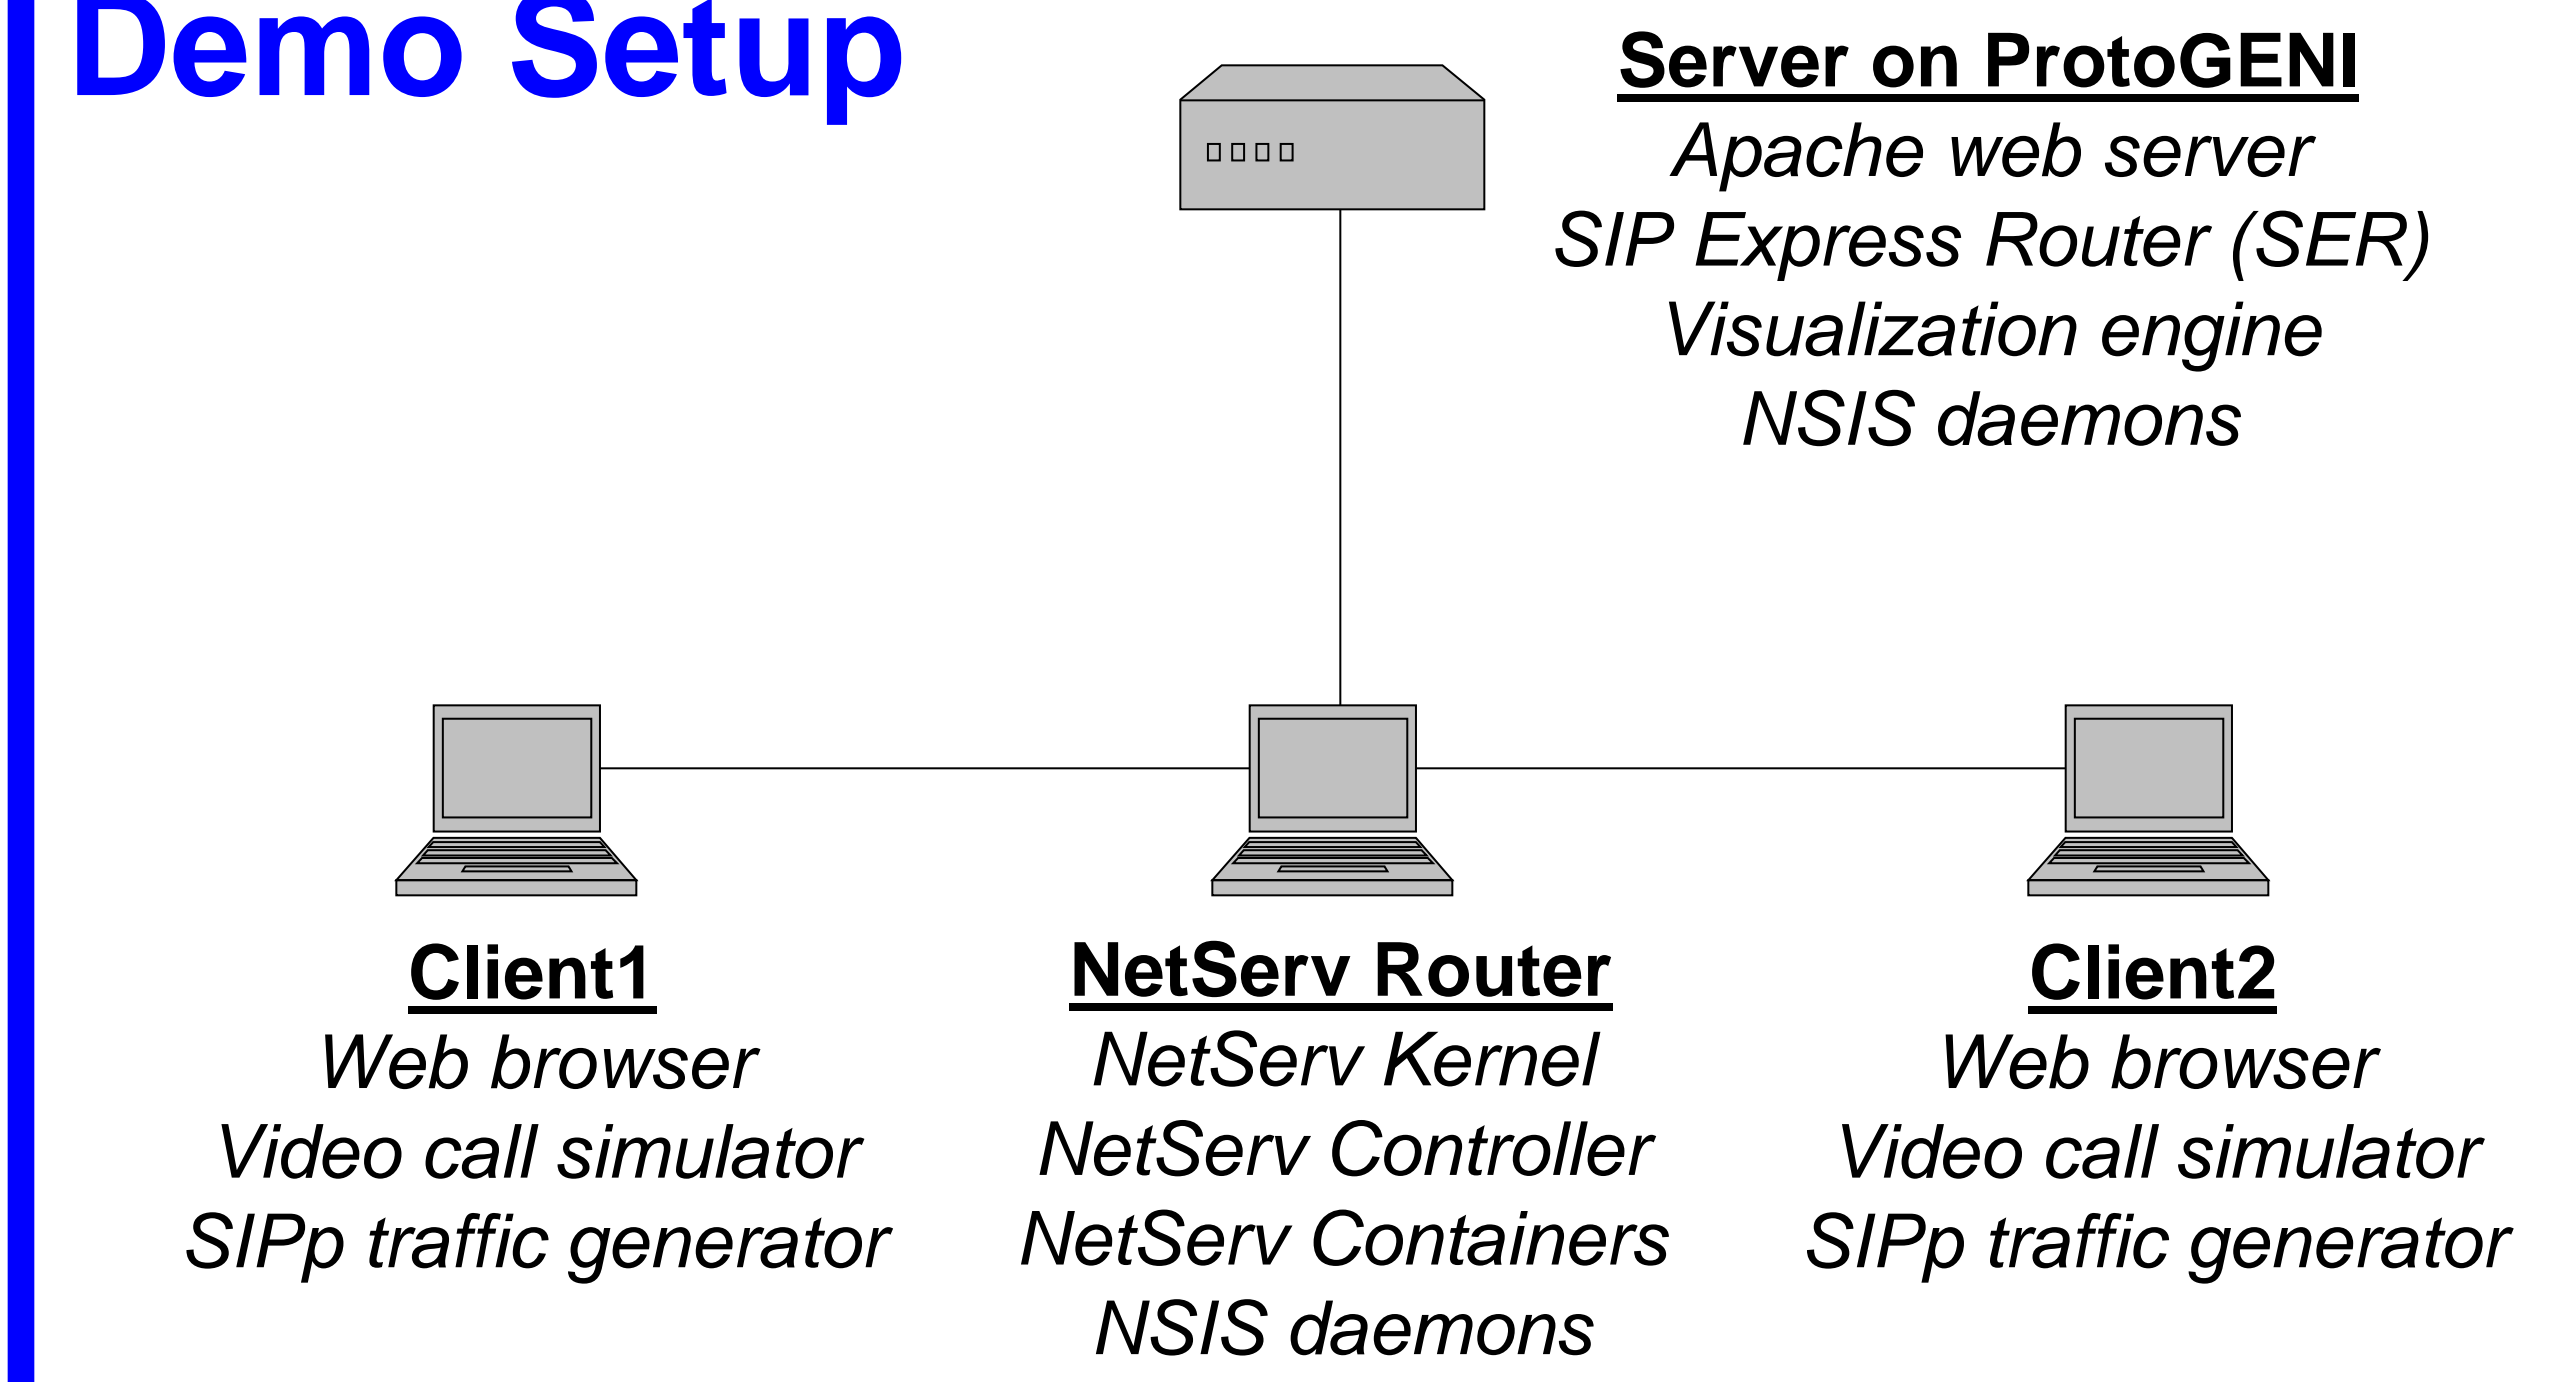 Demo Setup
Server on ProtoGENI
Apache web server
SIP Express Router (SER)
Visualization engine
NSIS daemons
Client1
Web browser
Video call simulator
SIPp traffic generator
NetServ Router
NetServ Kernel
NetServ Controller
NetServ Containers
NSIS daemons
Client2
Web browser
Video call simulator
SIPp traffic generator